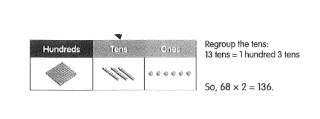 Hundreds Tens Ones
Regroup the tens:
13 tens = 1 hundred 3 tens
So, 68 × 2 = 136.